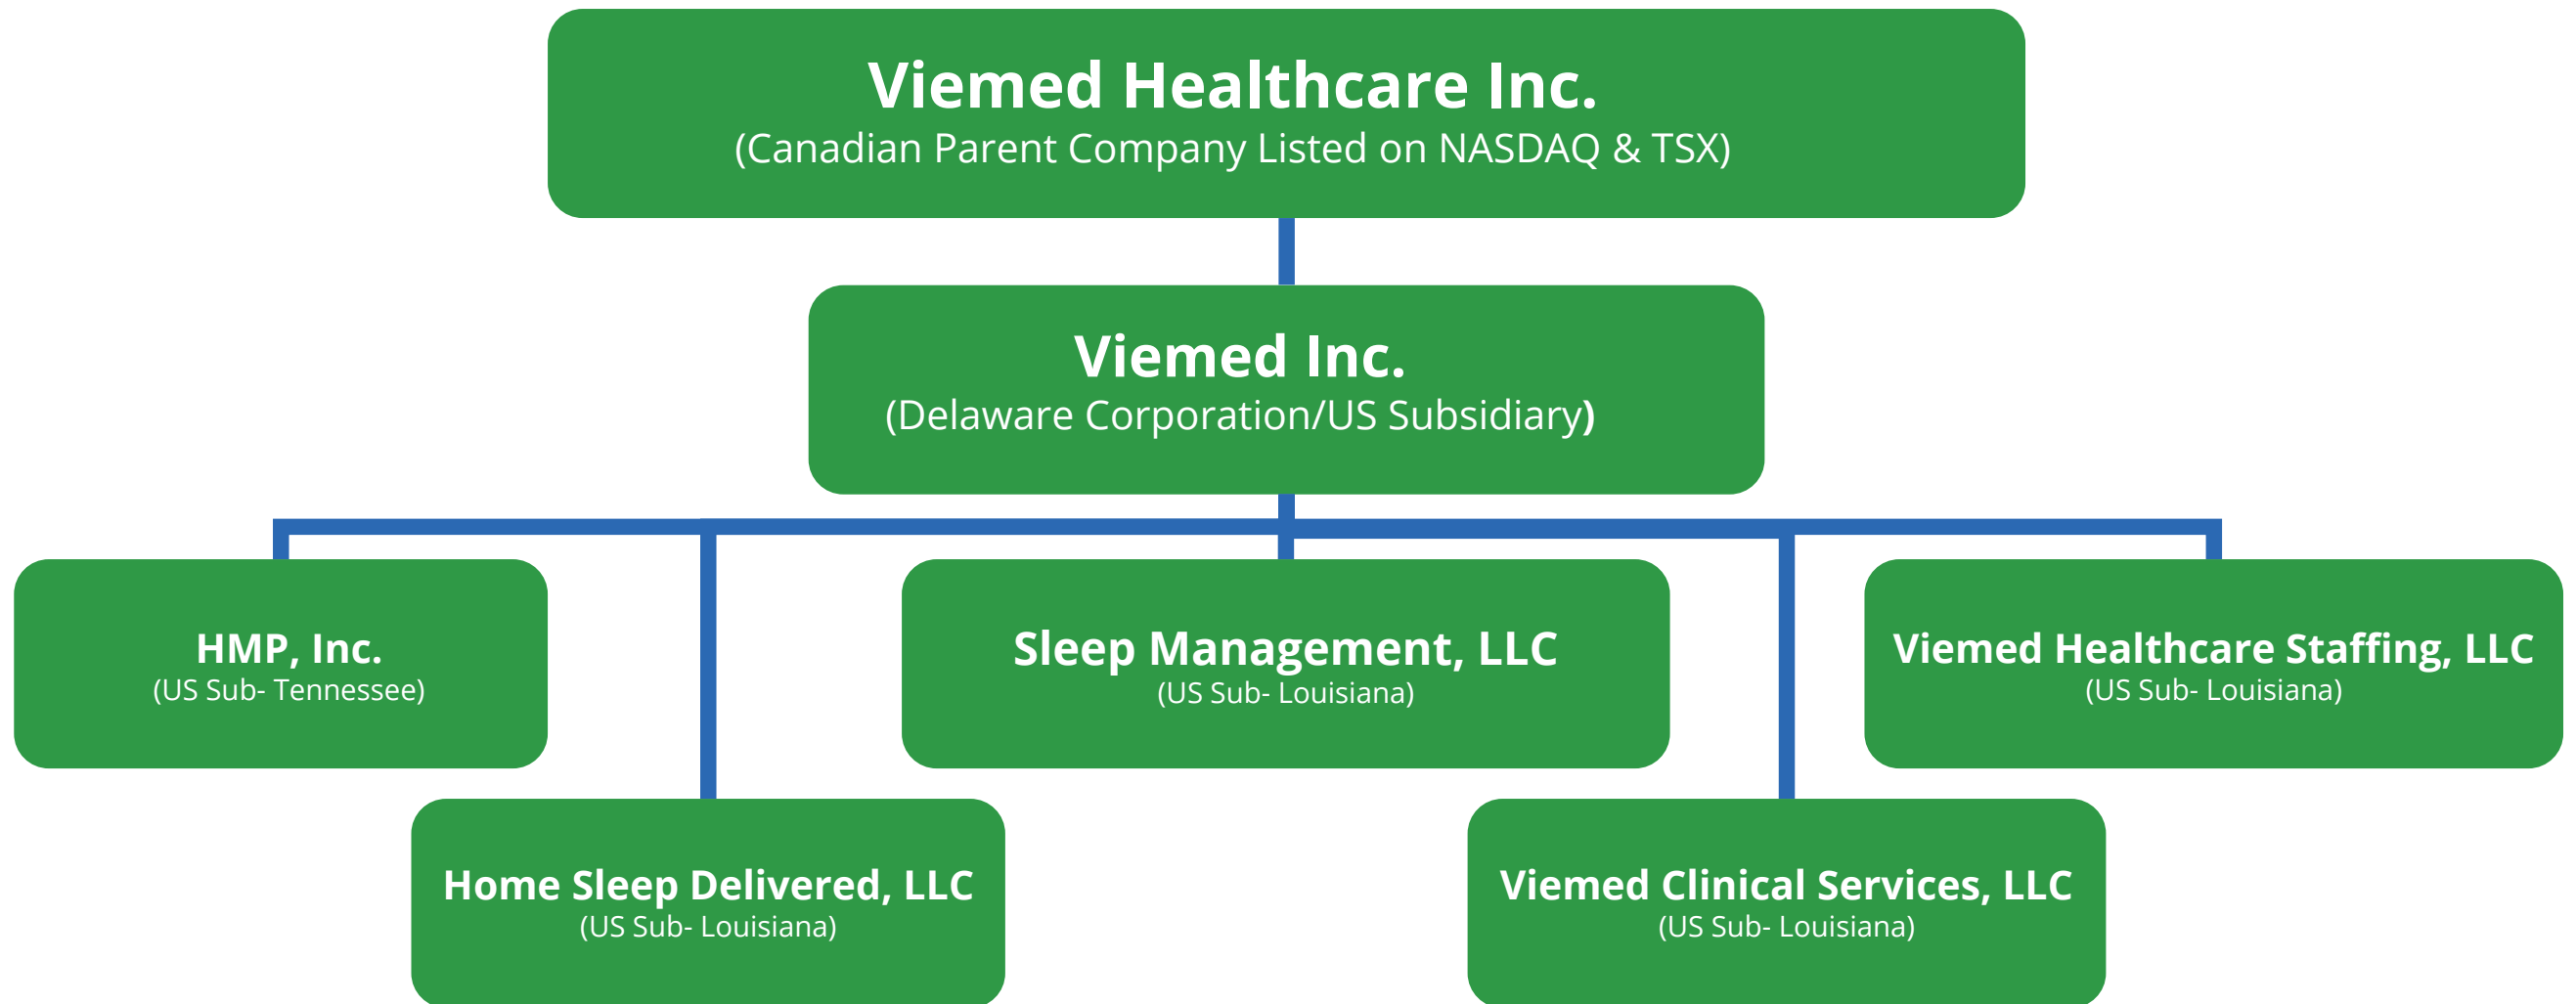 Viemed Healthcare Inc.
(Canadian Parent Company Listed on NASDAQ & TSX)
Viemed Inc.
(Delaware Corporation/US Subsidiary)
HMP, Inc.
(US Sub- Tennessee)
Sleep Management, LLC
(US Sub- Louisiana)
Viemed Healthcare Staffing, LLC
(US Sub- Louisiana)
Home Sleep Delivered, LLC
(US Sub- Louisiana)
Viemed Clinical Services, LLC
(US Sub- Louisiana)